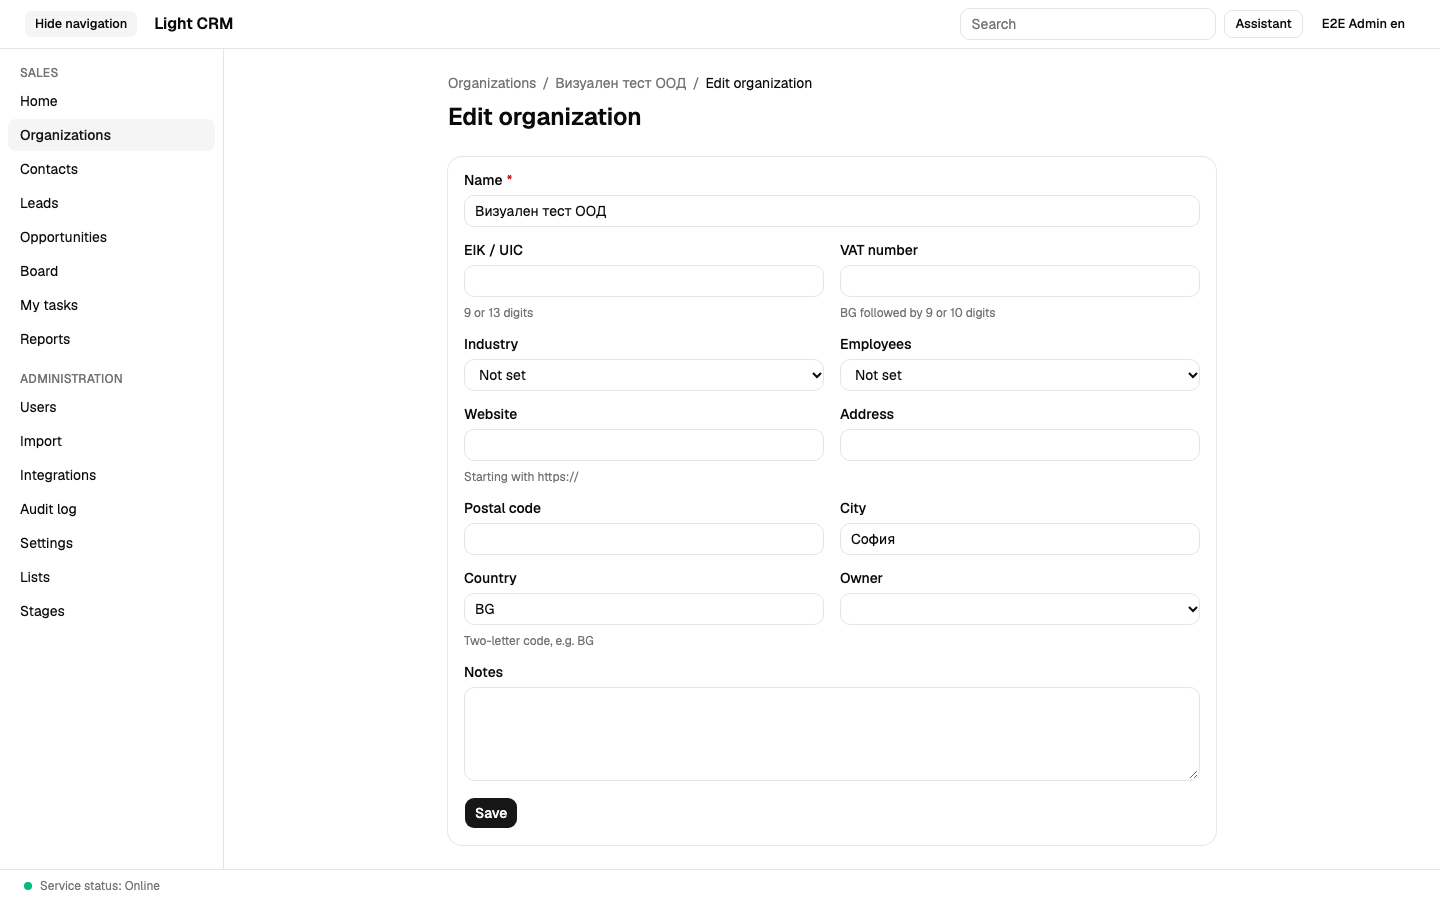 Hide navigation
Light CRM
Search
Assistant
E2E Admin en
SALES
Home
Organizations
Contacts
Leads
Opportunities
Board
My tasks
Reports
ADMINISTRATION
Users
Import
Integrations
Audit log
Settings
Lists
Stages
Organizations / Визуален тест ООД / Edit organization
Edit organization
Name *
Визуален тест ООД
EIK / UIC
VAT number
9 or 13 digits
BG followed by 9 or 10 digits
Industry
Employees
Not set
Not set
Website
Address
Starting with https://
Postal code
City
София
Country
Owner
BG
Two-letter code, e.g. BG
Notes
Save
Service status: Online